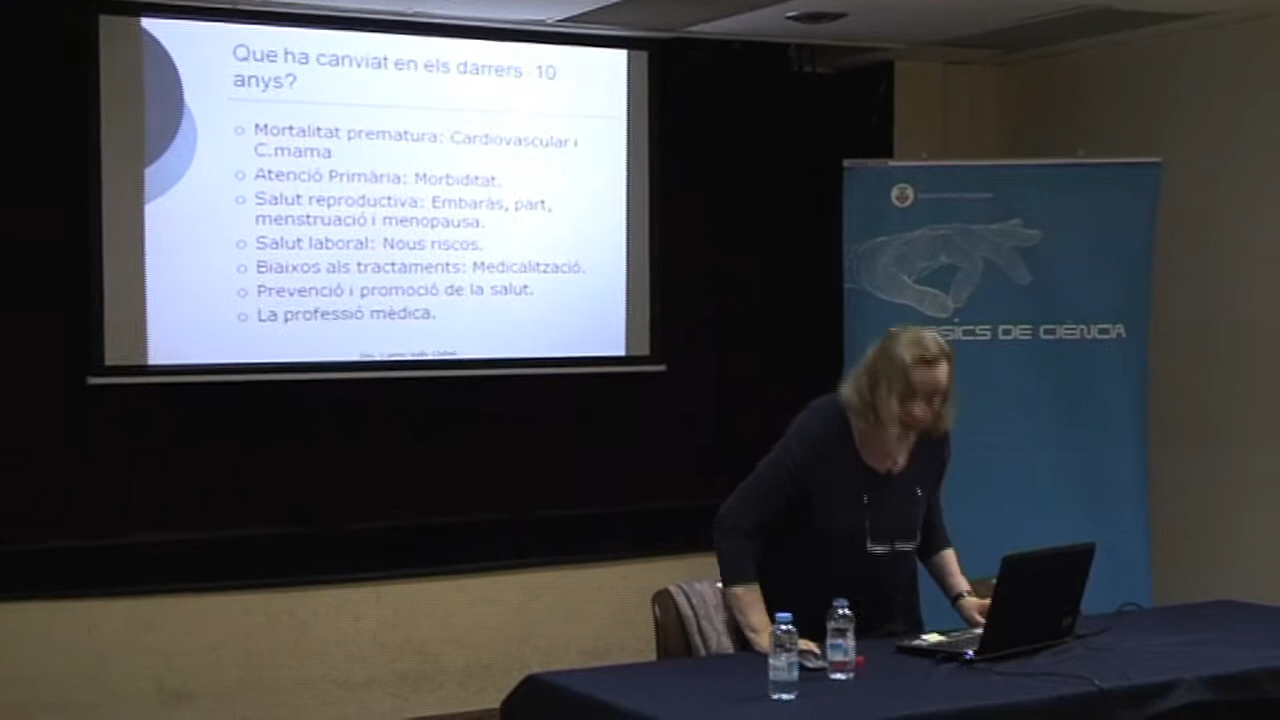 Que ha canviat en els darrers 10
anys?
Mortalitat prematura: Cardiovascular i
C.mama
Atenció Primària: Morbiditat.
Salut reproductiva: Embaràs, part,
menstruació i menopausa.
Salut laboral: Nous riscos.
Biaixos als tractaments: Medicalització.
Prevenció i promoció de la salut.
La professió mèdica.
DE CIÈNCIA